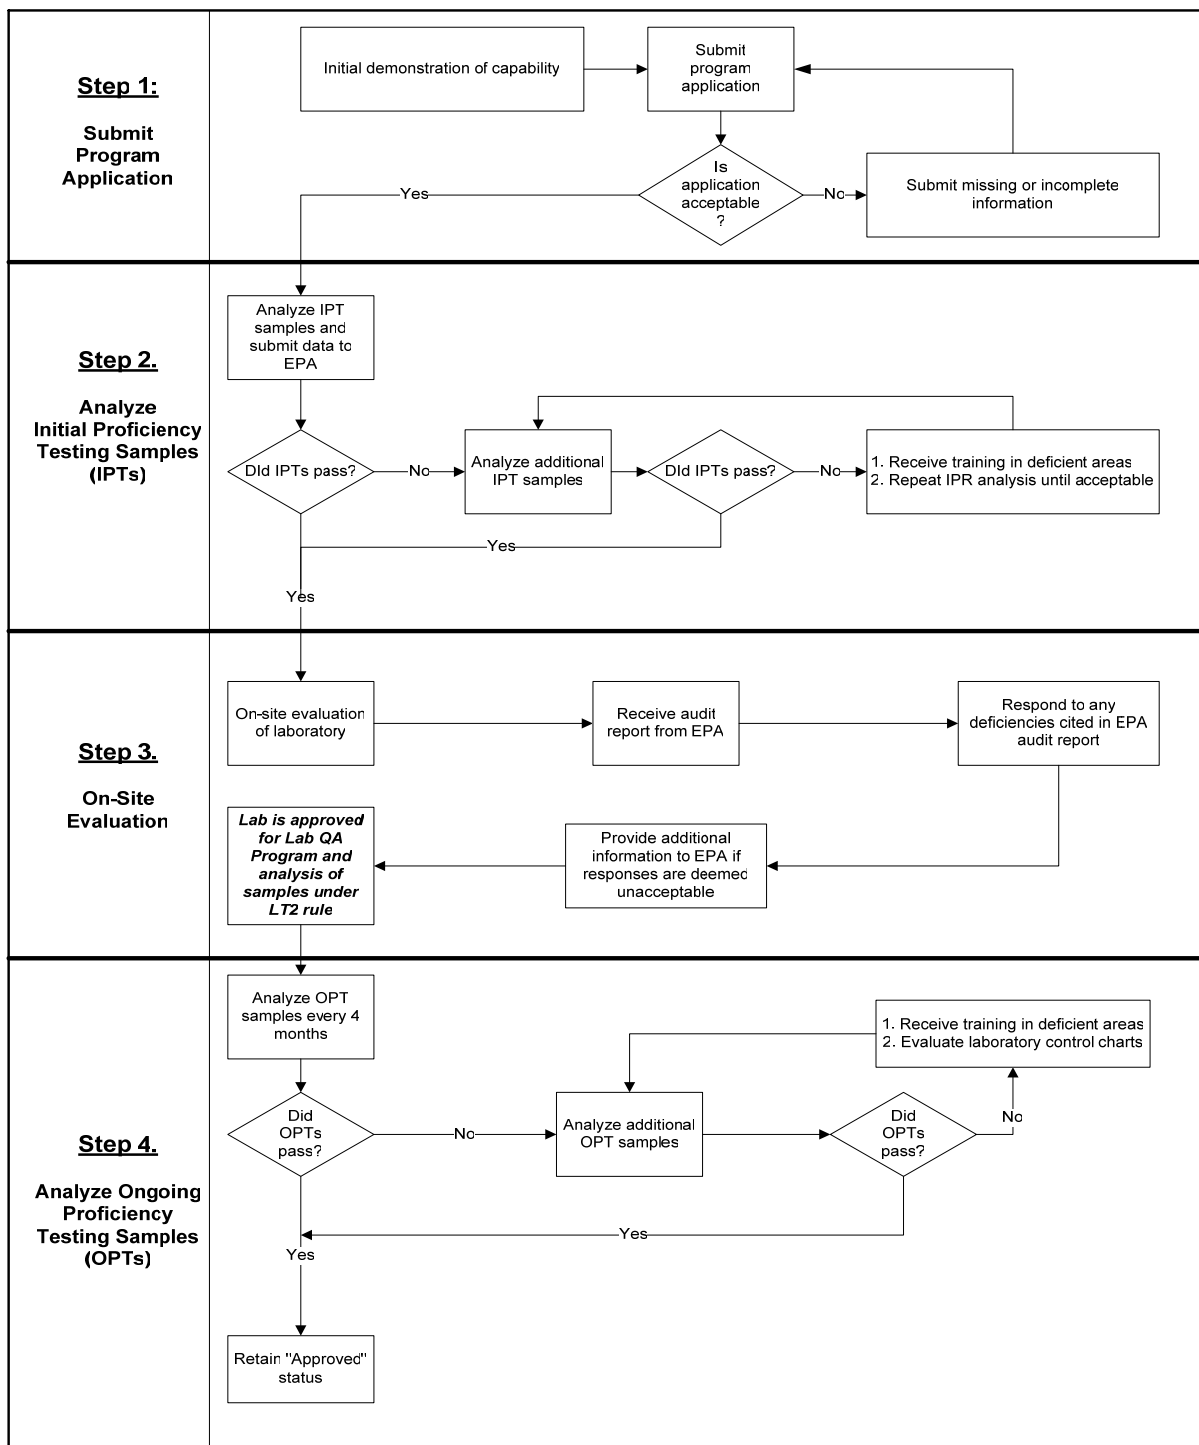 Step 1:
Submit
Program
Application
Initial demonstration of capability
Submit
program
application
Is
application
acceptable
?
Yes
No
Submit missing or incomplete
information
Step 2.
Analyze
Initial Proficiency
Testing Samples
(IPTs)
Analyze IPT
samples and
submit data to
EPA
DId IPTs pass?
No
Analyze additional
IPT samples
DId IPTs pass?
No
1. Receive training in deficient areas
2. Repeat IPR analysis until acceptable
Yes
Yes
Step 3.
On-Site
Evaluation
On-site evaluation
of laboratory
Receive audit
report from EPA
Respond to any
deficiencies cited in EPA
audit report
Lab is approved
for Lab QA
Program and
analysis of
samples under
LT2 rule
Provide additional
information to EPA if
responses are deemed
unacceptable
Step 4.
Analyze Ongoing
Proficiency
Testing Samples
(OPTs)
Analyze OPT
samples every 4
months
1. Receive training in deficient areas
2. Evaluate laboratory control charts
Did
OPTs
pass?
No
Analyze additional
OPT samples
Did
OPTs
pass?
No
Yes
Yes
Retain "Approved"
status